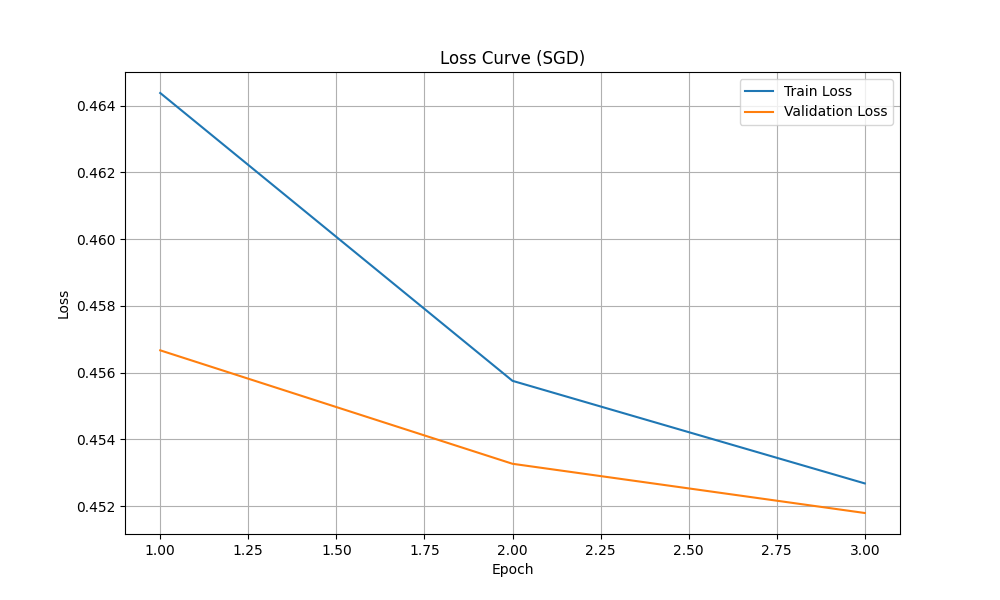 Loss Curve (SGD)
Train Loss
Validation Loss
0.464
0.462
0.460
0.458
0.456
0.454
0.452
Loss
1.00 1.25 1.50 1.75 2.00 2.25 2.50 2.75 3.00
Epoch